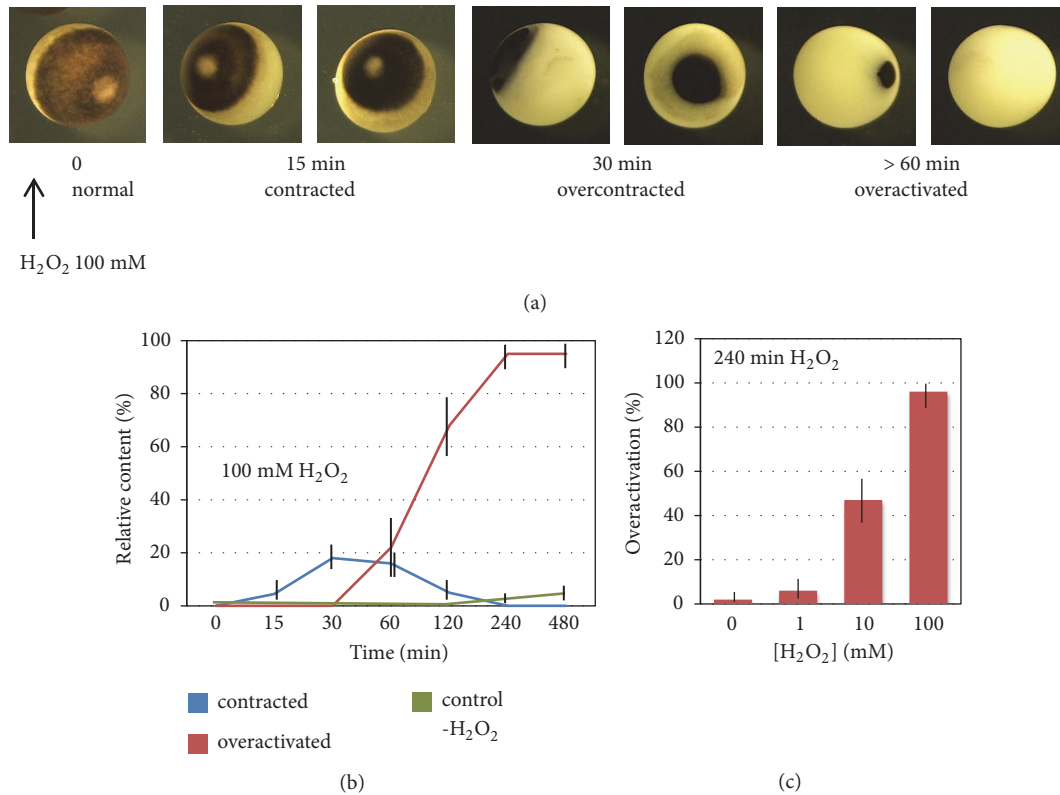 0
normal
15 min
contracted
30 min
overcontracted
> 60 min
overactivated
H₂O₂ 100 mM
(a)
Relative content (%)
100
80
60
40
20
0
100 mM H₂O₂
0 15 30 60 120 240 480
Time (min)
contracted
overactivated
control
-H₂O₂
(b)
Overactivation (%)
120
100
80
60
40
20
0
240 min H₂O₂
0 1 10 100
[H₂O₂] (mM)
(c)